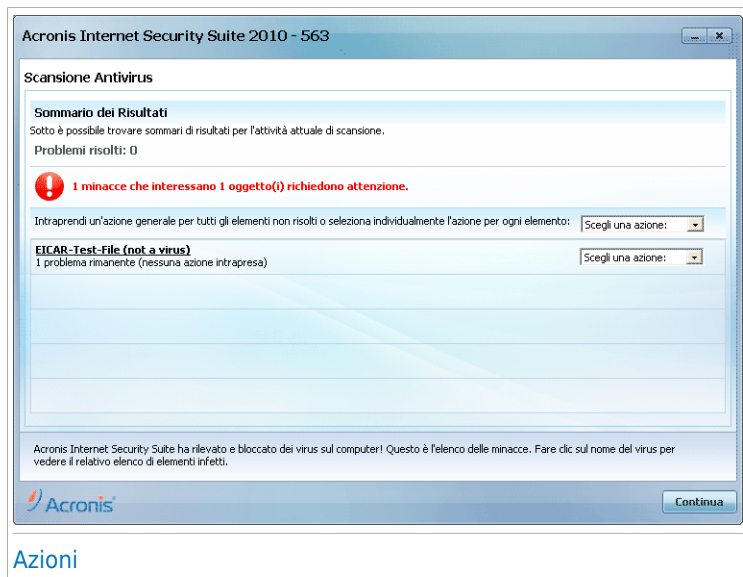 Acronis Internet Security Suite 2010 - 563
Scansione Antivirus
Sommario dei Risultati
Sotto è possibile trovare sommari di risultati per l'attività attuale di scansione.
Problemi risolti: 0
1 minacce che interessano 1 oggetto(i) richiedono attenzione.
Intraprendi un'azione generale per tutti gli elementi non risolti o seleziona individualmente l'azione per ogni elemento: Scegli una azione:
EICAR-Test-File (not a virus)
1 problema rimanente (nessuna azione intrapresa) Scegli una azione:
Acronis Internet Security Suite ha rilevato e bloccato dei virus sul computer! Questo è l'elenco delle minacce. Fare clic sul nome del virus per
vedere il relativo elenco di elementi infetti.
Acronis Continua
Azioni